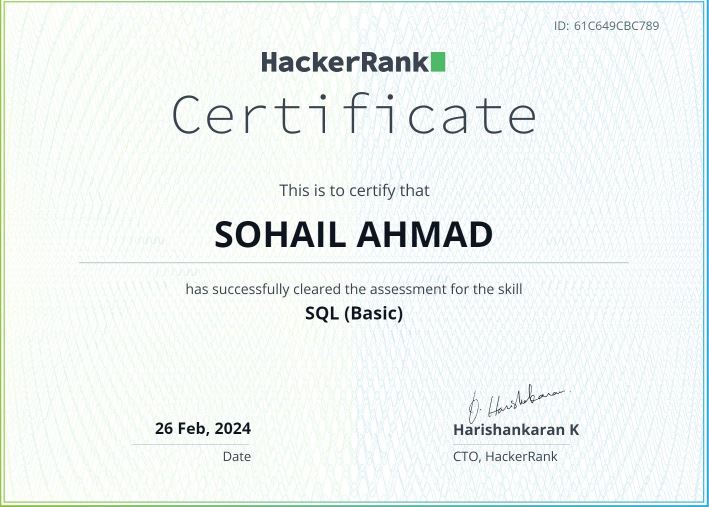 ID: 61C649CBC789
HackerRank
Certificate
This is to certify that
SOHAIL AHMAD
has successfully cleared the assessment for the skill
SQL (Basic)
26 Feb, 2024
Date
Harishankaran K
CTO, HackerRank